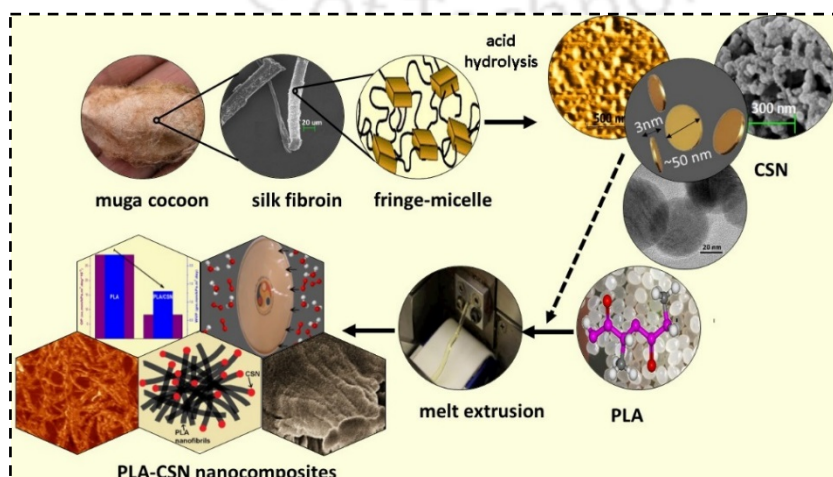 acid
hydrolysis
500 nm
300 nm
3nm
~50 nm
CSN
20 um
20 nm
muga cocoon
silk fibroin
fringe-micelle
PLA
PLA/CSN
CSN
PLA
nanofibrils
melt extrusion
PLA
PLA-CSN nanocomposites